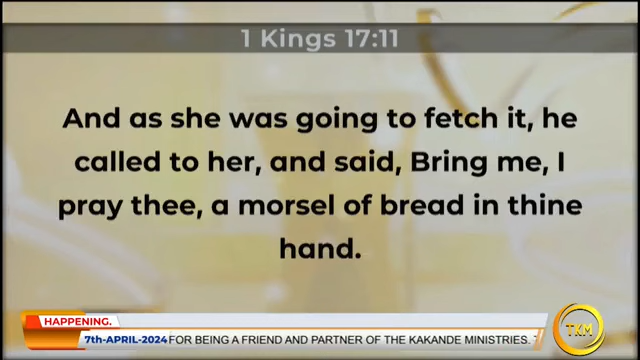 1 Kings 17:11
And as she was going to fetch it, he
called to her, and said, Bring me, I
pray thee, a morsel of bread in thine
hand.
HAPPENING.
7th-APRIL-2024 FOR BEING A FRIEND AND PARTNER OF THE KAKANDE MINISTRIES.
TKM